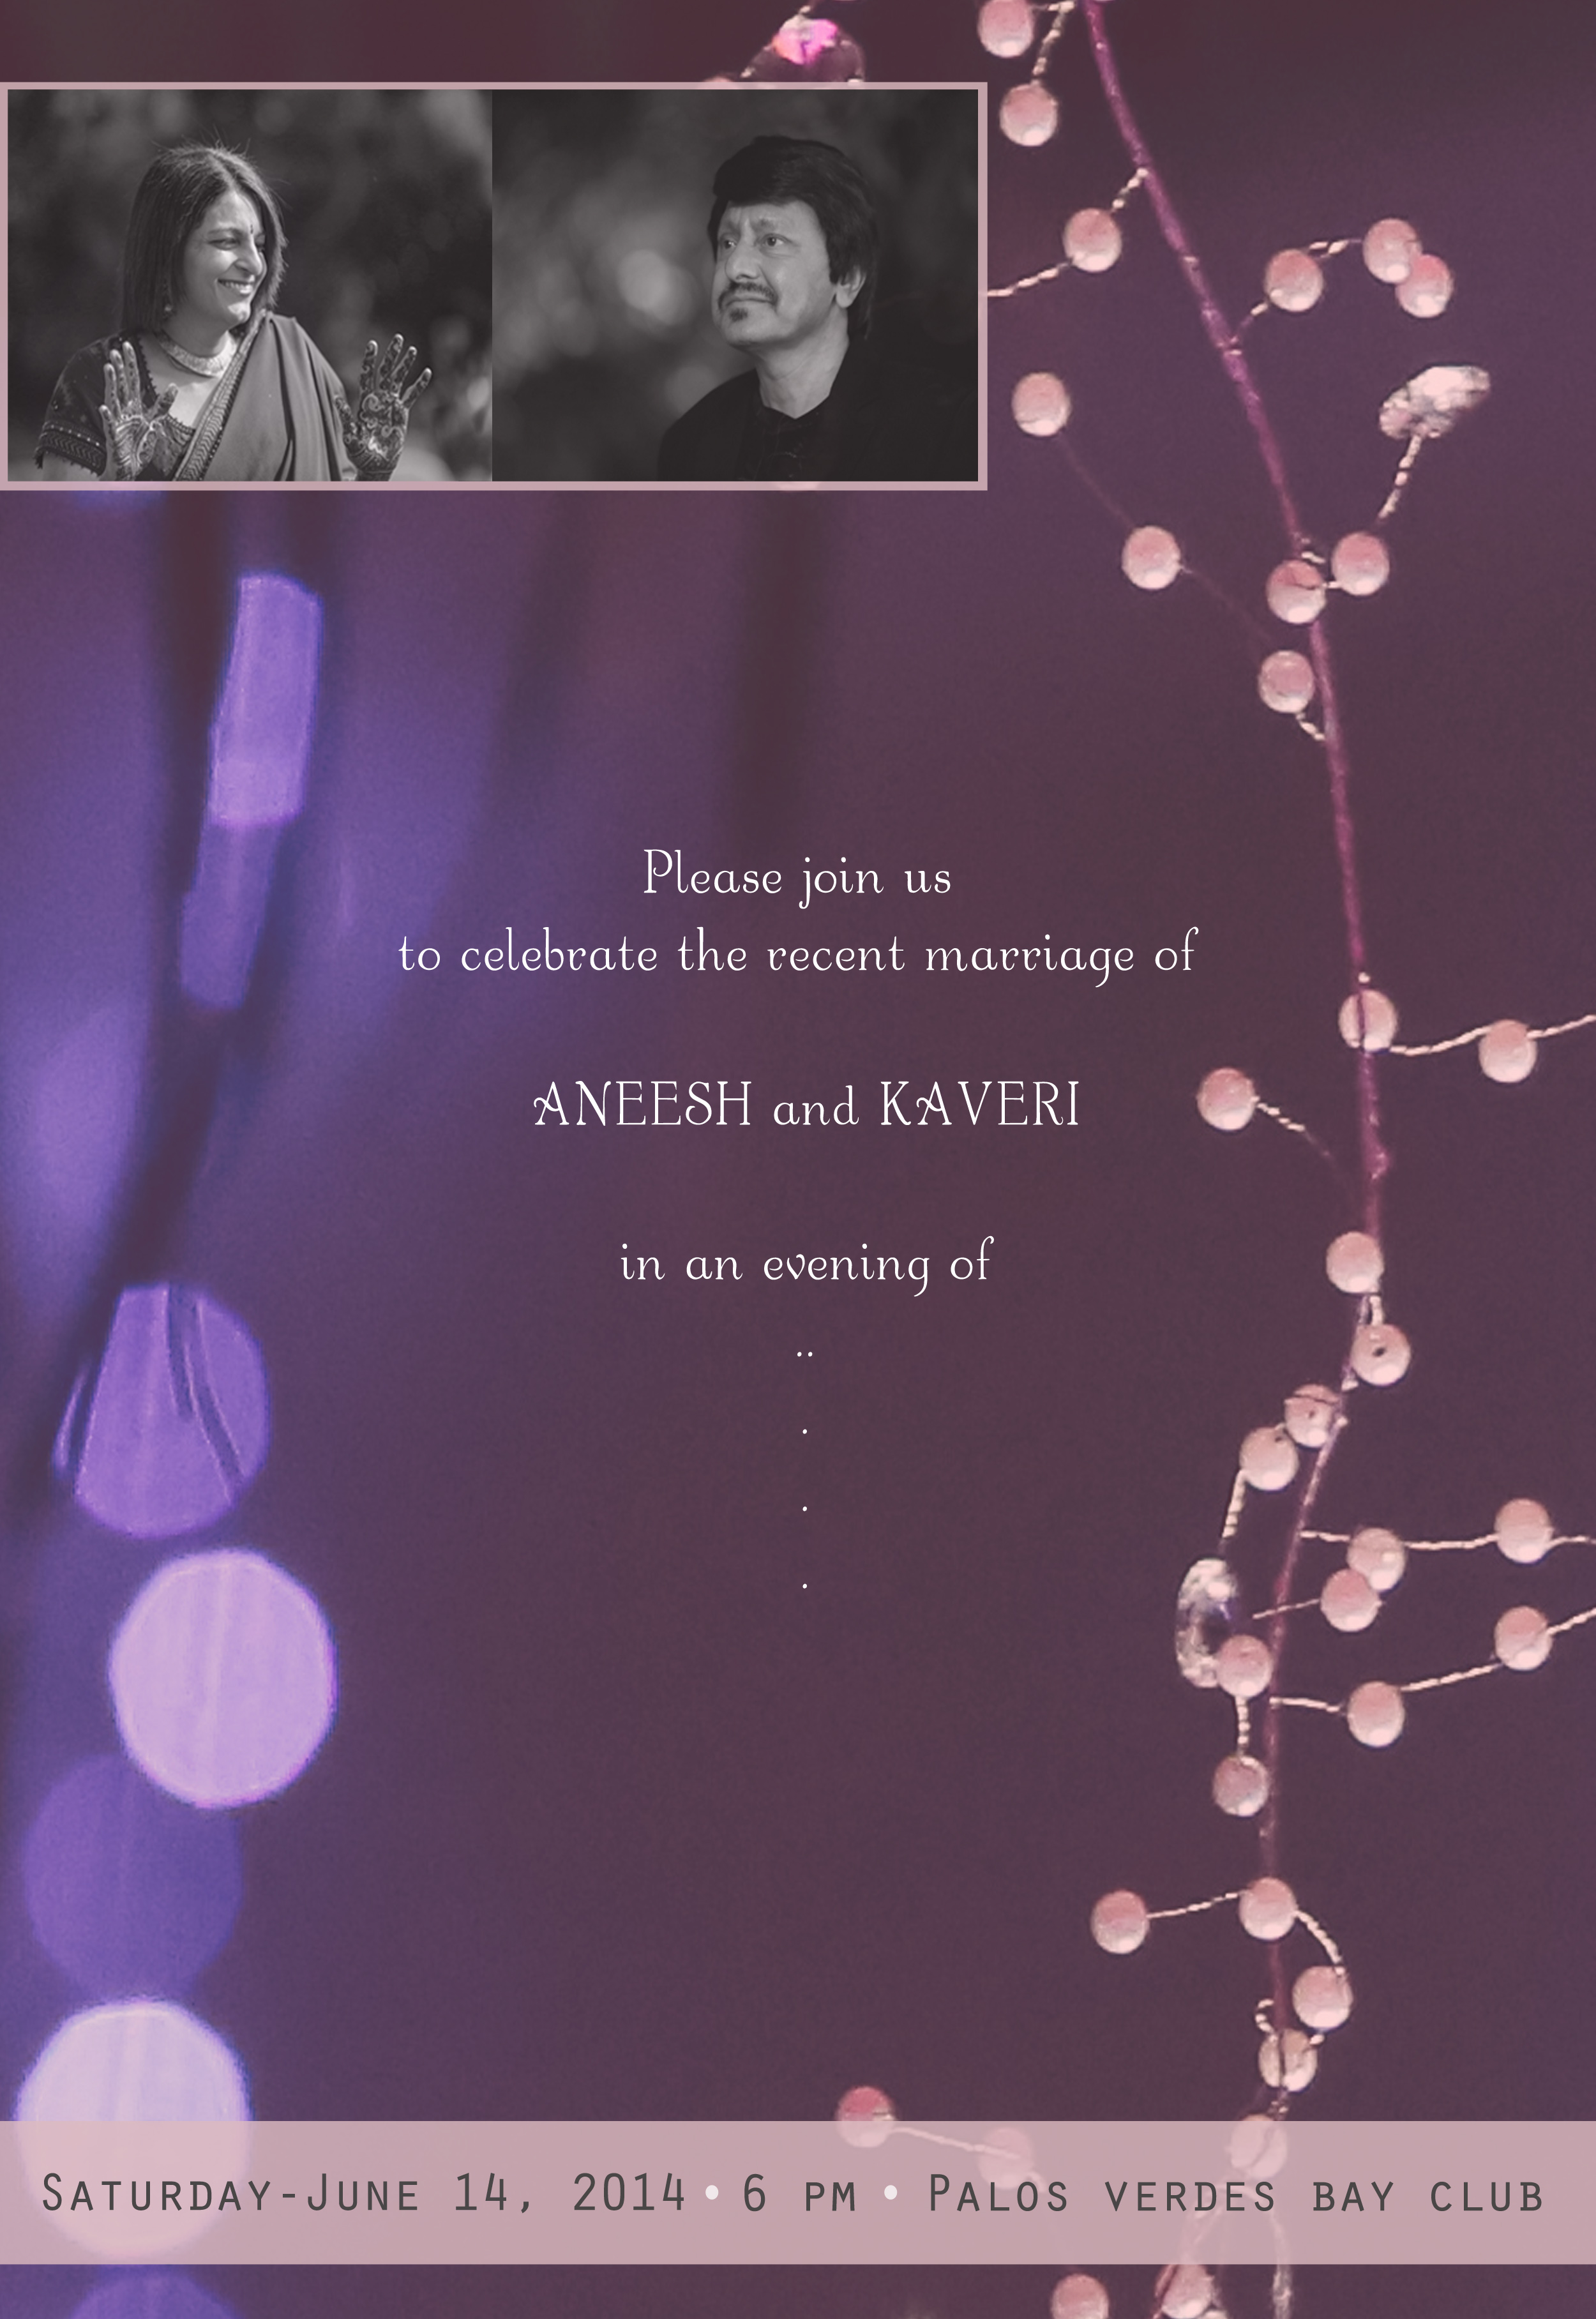 Please join us
to celebrate the recent marriage of
ANEESH and KAVERI
in an evening of
..
.
.
.
Saturday-June 14, 2014 • 6 pm • Palos verdes bay club